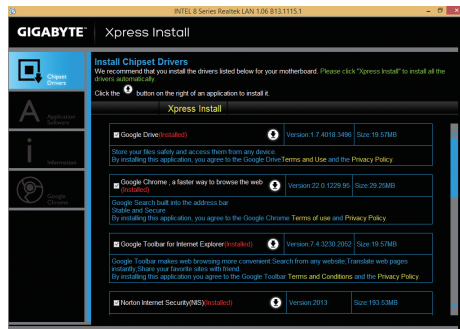 INTEL 8 Series Realtek LAN 1.06 B13.1115.1
GIGABYTE™ Xpress Install
Install Chipset Drivers
We recommend that you install the drivers listed below for your motherboard. Please click "Xpress Install" to install all the
drivers automatically.
Click the button on the right of an application to install it.
Xpress Install
Chipset
Drivers
Application
Software
Information
Google
Chrome
Google Drive(Installed) Version:1.7.4018.3496 Size:19.57MB
Store your files safely and access them from any device.
By installing this application, you agree to the Google DriveTerms and Use and the Privacy Policy.
Google Chrome , a faster way to browse the web
(Installed) Version:22.0.1229.95 Size:29.25MB
Google Search built into the address bar
Stable and Secure
By installing this application, you agree to the Google Chrome Terms of use and Privacy Policy.
Google Toolbar for Internet Explorer(Installed) Version:7.4.3230.2052 Size:19.57MB
Google Toolbar makes web browsing more convenient:Search from any website;Translate web pages
instantly;Share your favorite sites with friend.
By installing this application you agree to the Google Toolbar Terms and Conditions and the Privacy Policy.
Norton Internet Security(NIS)(Installed) Version:2013 Size:193.53MB